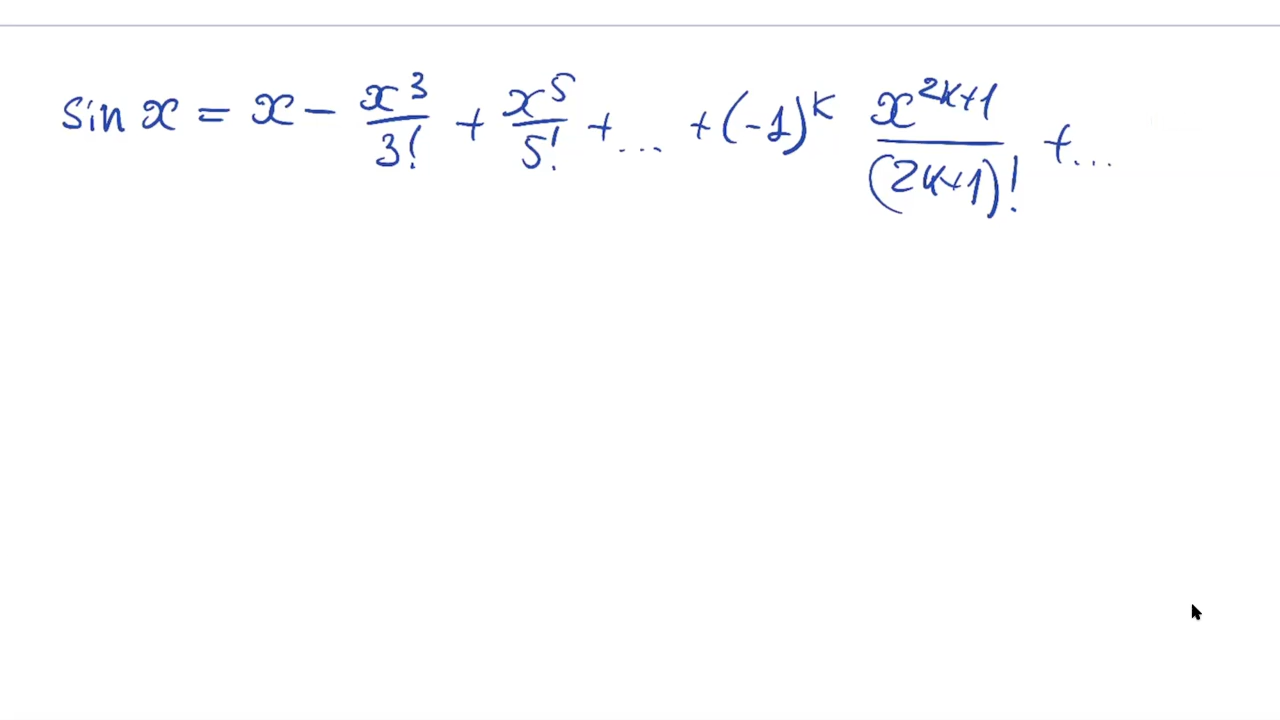 sin x = x - x^3/3! + x^5/5! + ... + (-1)^k x^{2k+1}/(2k+1)! + ...